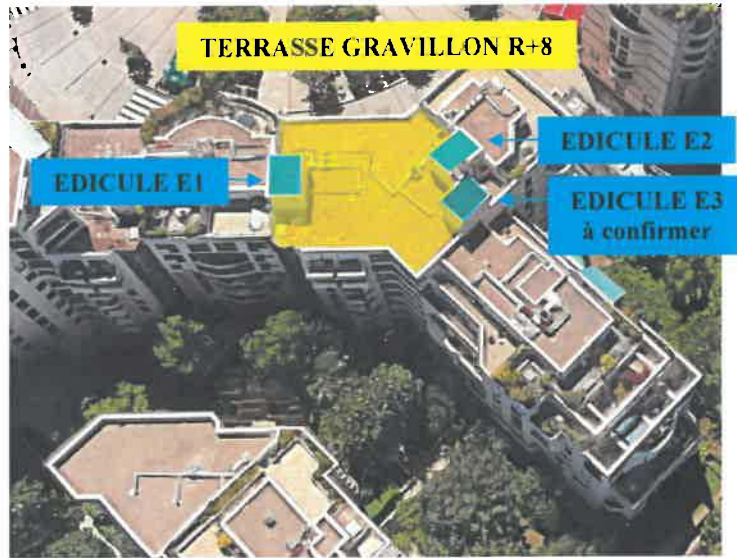 TERRASSE GRAVILLON R+8
EDICULE E2
EDICULE E1
EDICULE E3
à confirmer